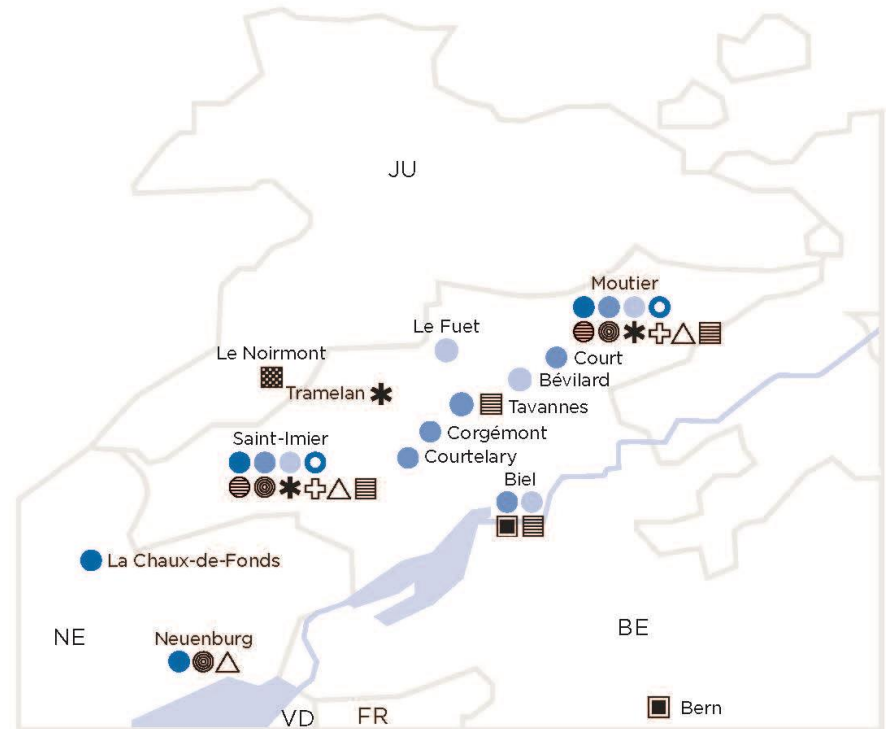 JU
Moutier
Le Fuet
Court
Le Noirmont
Bévilard
Tramelan
Tavannes
Corgémont
Saint-Imier
Courtelary
Biel
La Chaux-de-Fonds
NE
Neuenburg
BE
VD
FR
Bern